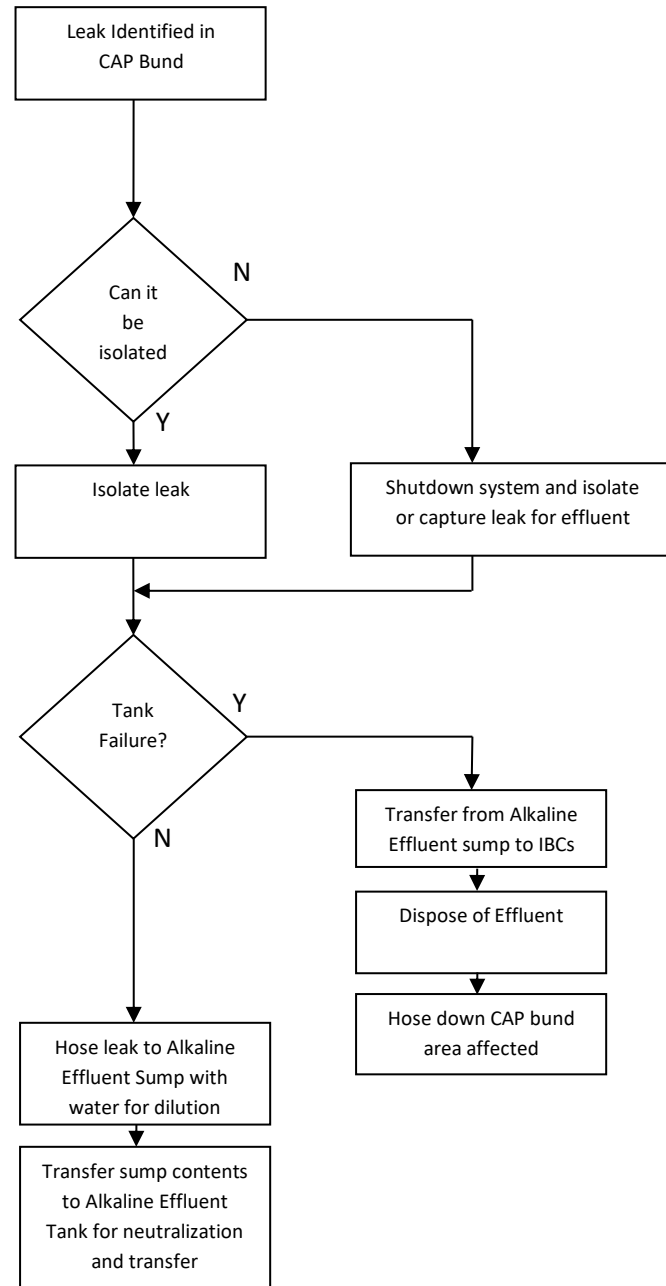 Leak Identified in
CAP Bund
N
Can it
be
isolated
Y
Isolate leak
Shutdown system and isolate
or capture leak for effluent
Y
Tank
Failure?
N
Transfer from Alkaline
Effluent sump to IBCs
Dispose of Effluent
Hose down CAP bund
area affected
Hose leak to Alkaline
Effluent Sump with
water for dilution
Transfer sump contents
to Alkaline Effluent
Tank for neutralization
and transfer